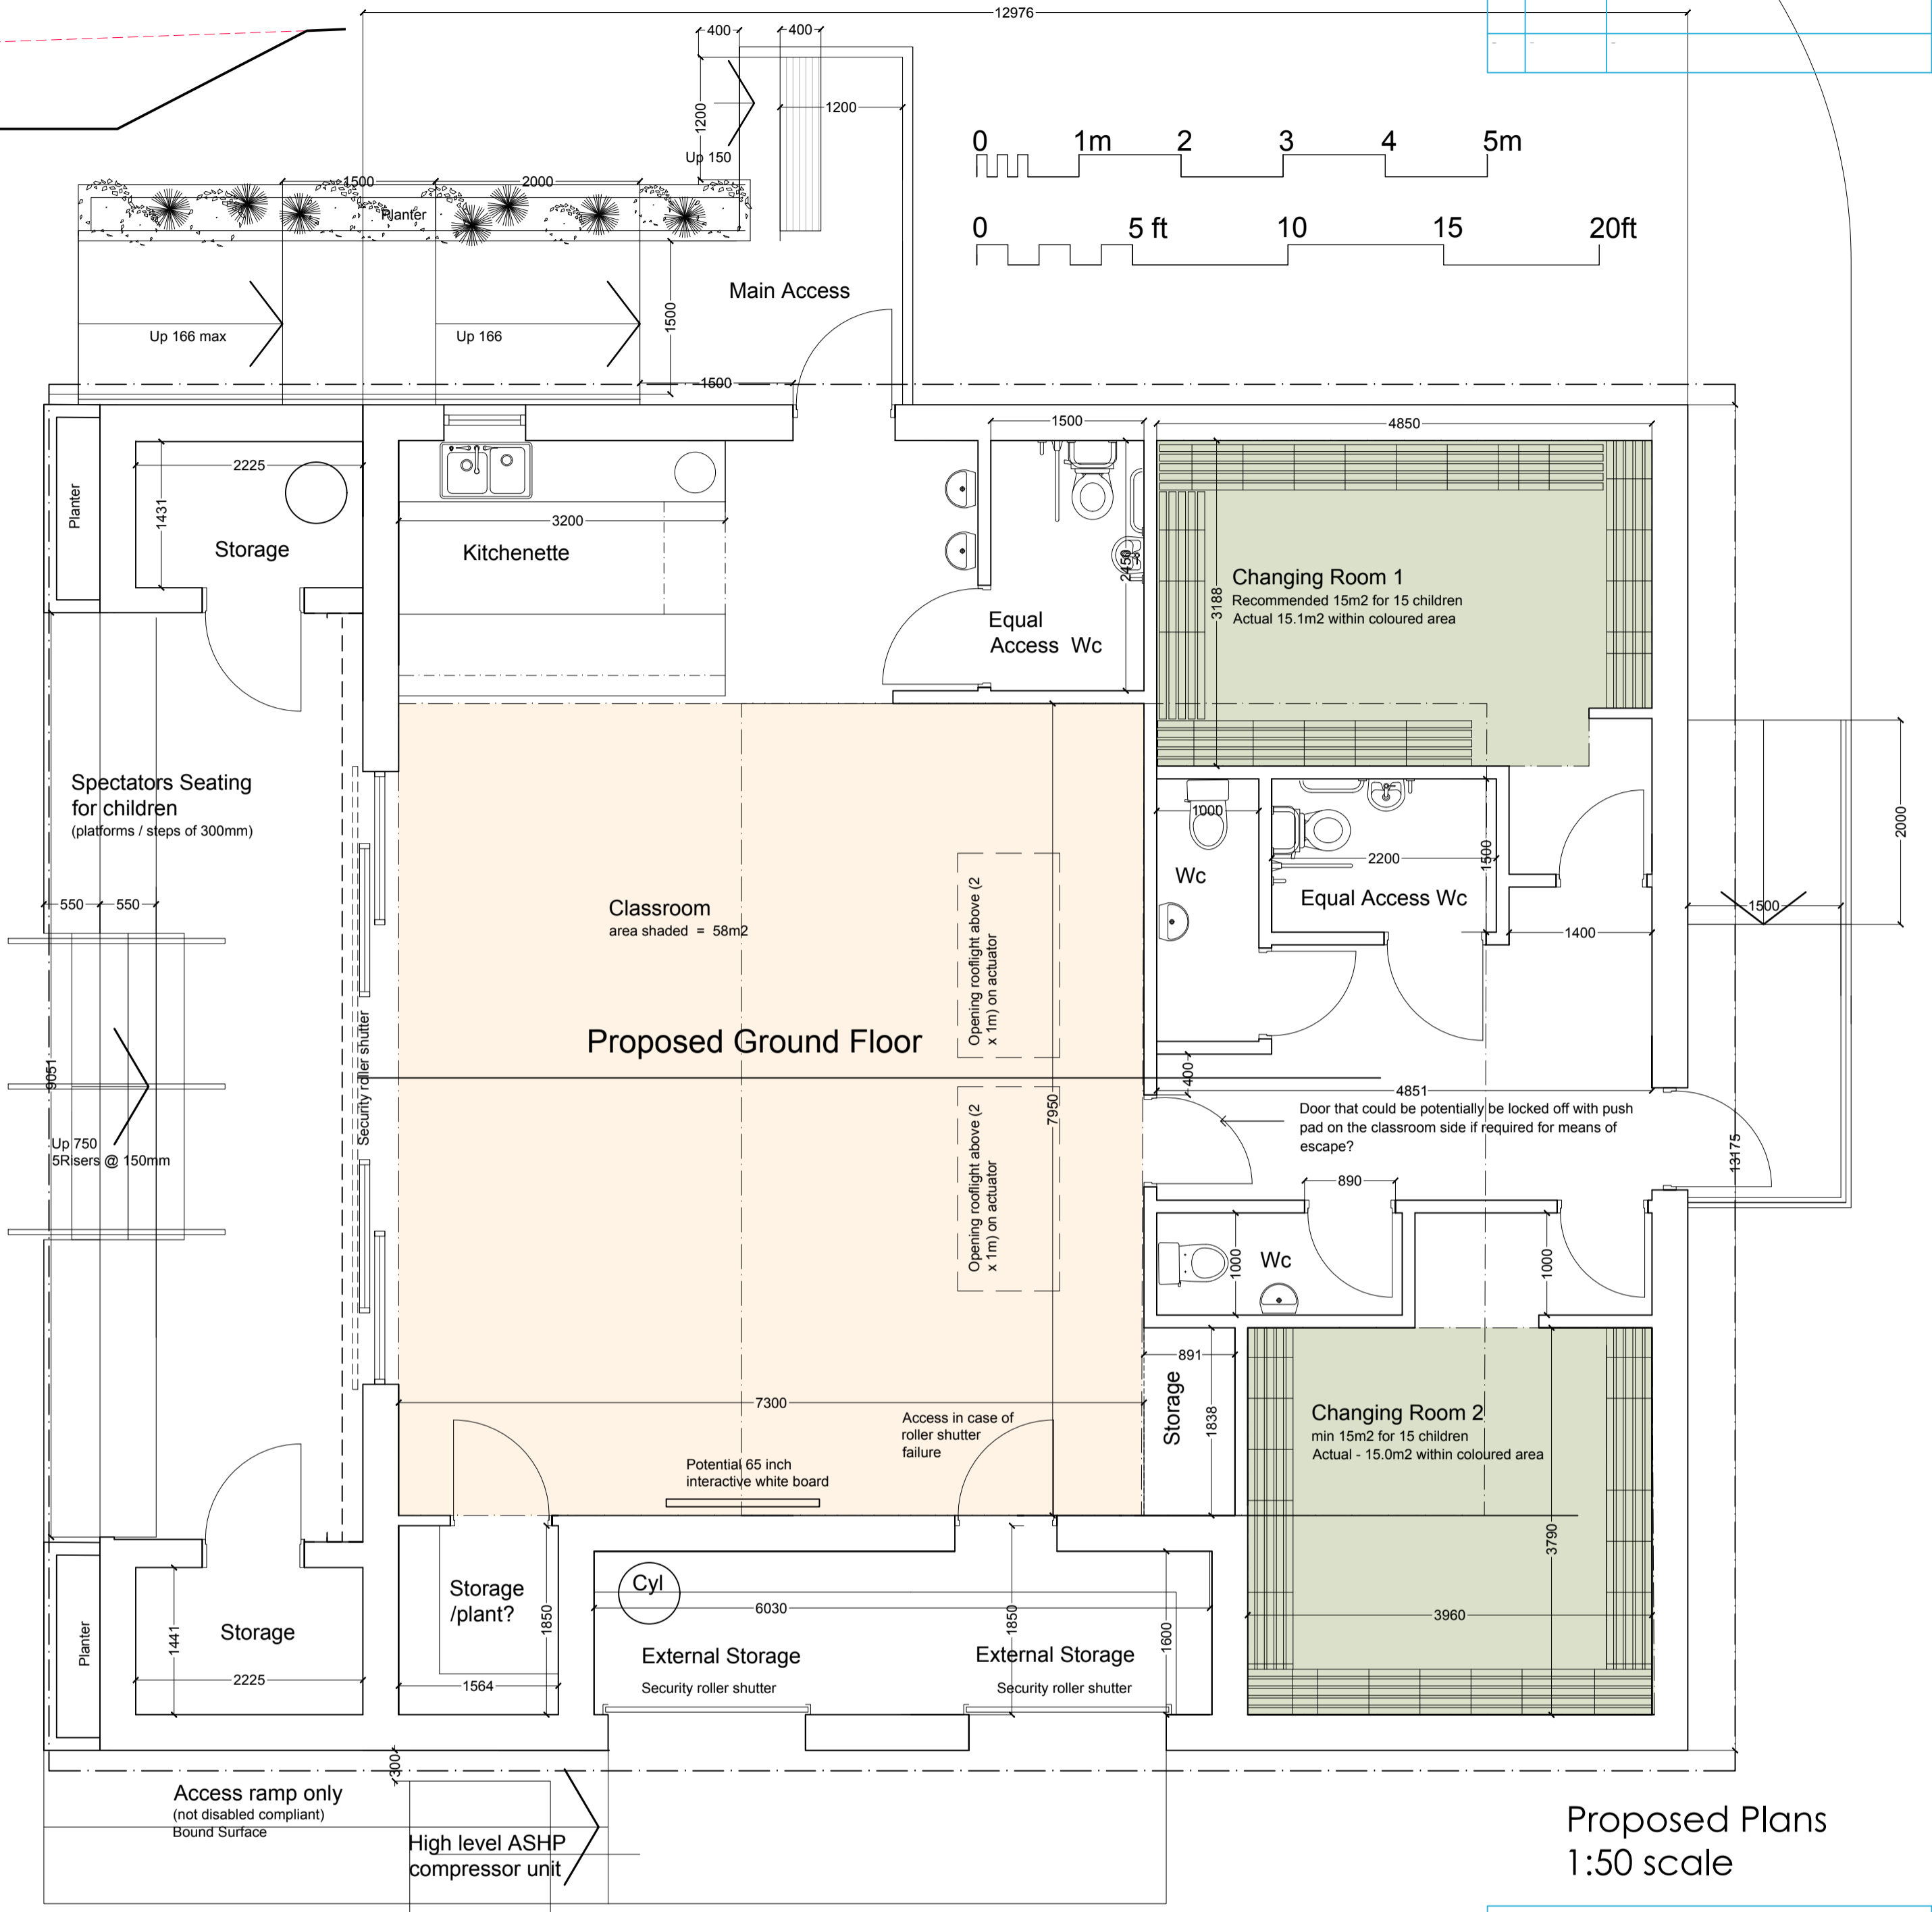 12976
400
400
1200
1200
Up 150
0 1m 2 3 4 5m
0 5 ft 10 15 20ft
1500
2000
Planter
Main Access
1500
Up 166 max
Up 166
1500
1500
4850
2225
1431
Planter
Storage
3200
Kitchenette
2450
Equal
Access Wc
3188
Changing Room 1
Recommended 15m2 for 15 children
Actual 15.1m2 within coloured area
Spectators Seating
for children
(platforms / steps of 300mm)
550
550
Classroom
area shaded = 58m2
Opening rooflight above (2
x 1m) on actuator
1000
Wc
2200
1500
Equal Access Wc
1400
1500
2000
Proposed Ground Floor
Security roller shutter
9051
Up 750
5Risers @ 150mm
Opening rooflight above (2
x 1m) on actuator
7950
400
4851
Door that could be potentially be locked off with push
pad on the classroom side if required for means of
escape?
13175
890
1000
Wc
1000
891
Storage
1838
7300
Access in case of
roller shutter
failure
Potential 65 inch
interactive white board
Changing Room 2
min 15m2 for 15 children
Actual - 15.0m2 within coloured area
3790
3960
Planter
1441
Storage
2225
Storage
/plant?
1850
1564
Cyl
6030
External Storage
Security roller shutter
1850
External Storage
Security roller shutter
1600
300
Access ramp only
(not disabled compliant)
Bound Surface
High level ASHP
compressor unit
Proposed Plans
1:50 scale